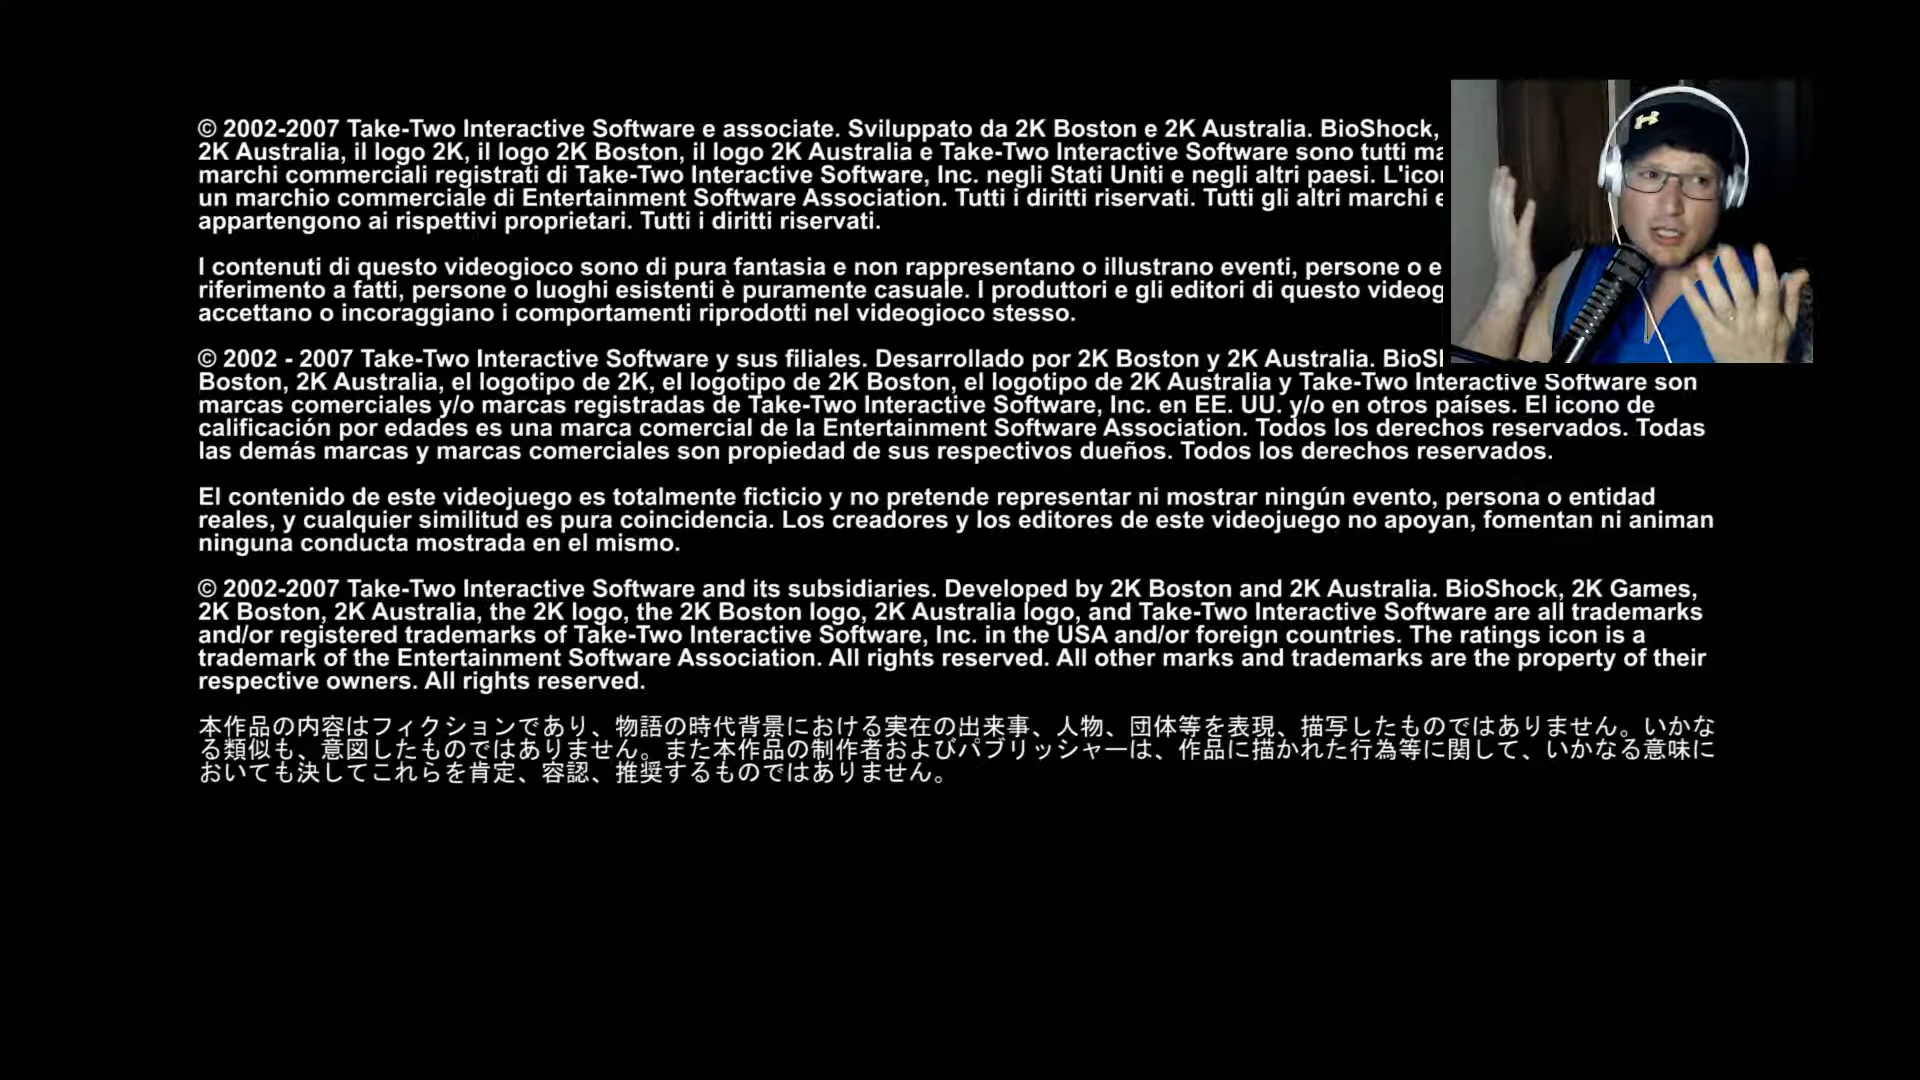 © 2002-2007 Take-Two Interactive Software e associate. Sviluppato da 2K Boston e 2K Australia. BioShock,
2K Australia, il logo 2K, il logo 2K Boston, il logo 2K Australia e Take-Two Interactive Software sono tutti
marchi commerciali registrati di Take-Two Interactive Software, Inc. negli Stati Uniti e negli altri paesi.
un marchio commerciale di Entertainment Software Association. Tutti i diritti riservati. Tutti gli altri marchi e
appartengono ai rispettivi proprietari. Tutti i diritti riservati.
I contenuti di questo videogioco sono di pura fantasia e non rappresentano o illustrano eventi, persone o
riferimento a fatti, persone o luoghi esistenti è puramente casuale. I produttori e gli editori di questo
accettano o incoraggiano i comportamenti riprodotti nel videogioco stesso.
© 2002 - 2007 Take-Two Interactive Software y sus filiales. Desarrollado por 2K Boston y 2K Australia.
Boston, 2K Australia, el logotipo de 2K, el logotipo de 2K Boston, el logotipo de 2K Australia y Take-Two Interactive Software son
marcas comerciales y/o marcas registradas de Take-Two Interactive Software, Inc. en EE. UU. y/o en otros países. El icono de
calificación por edades es una marca comercial de la Entertainment Software Association. Todos los derechos reservados. Todas
las demás marcas y marcas comerciales son propiedad de sus respectivos dueños. Todos los derechos reservados.
El contenido de este videojuego es totalmente ficticio y no pretende representar ni mostrar ningún evento, persona o entidad
reales, y cualquier similitud es pura coincidencia. Los creadores y los editores de este videojuego no apoyan, fomentan ni animan
ninguna conducta mostrada en el mismo.
© 2002-2007 Take-Two Interactive Software and its subsidiaries. Developed by 2K Boston and 2K Australia. BioShock, 2K Games,
2K Boston, 2K Australia, the 2K logo, the 2K Boston logo, 2K Australia logo, and Take-Two Interactive Software are all trademarks
and/or registered trademarks of Take-Two Interactive Software, Inc. in the USA and/or foreign countries. The ratings icon is a
trademark of the Entertainment Software Association. All rights reserved. All other marks and trademarks are the property of their
respective owners. All rights reserved.
本作品の内容はフィクションであり、物語の時代背景における実在の出来事、人物、団体等を表現、描写したものではありません。いかな
る類似も、意図したものではありません。また本作品の制作者およびパブリッシャーは、作品に描かれた行為等に関して、いかなる意味に
おいても決してこれらを肯定、容認、推奨するものではありません。